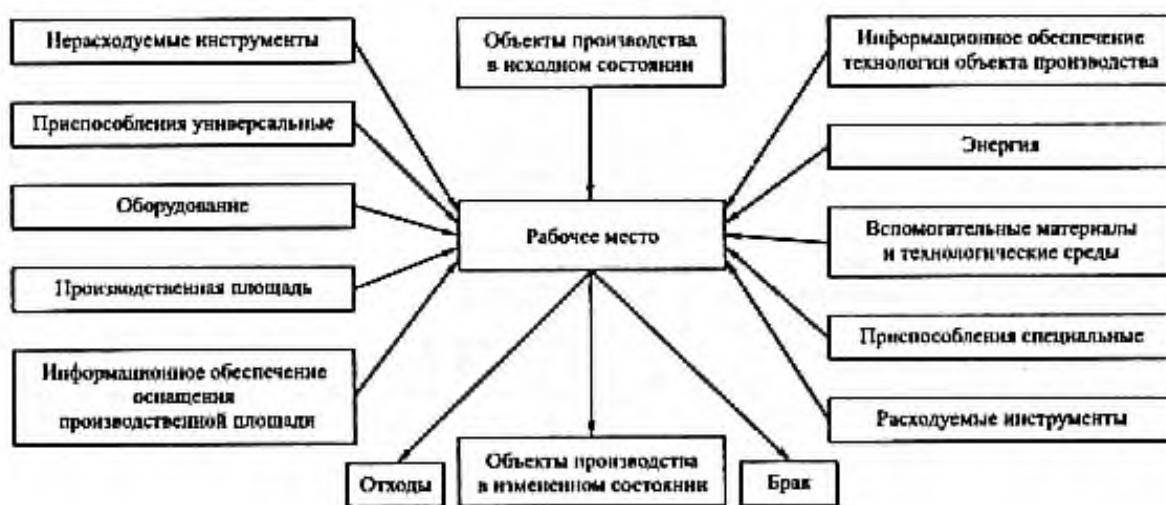 Нерасходуемые инструменты
Объекты производства
в исходном состоянии
Информационное обеспечение
технологии объекта производства
Приспособления универсальные
Энергия
Оборудование
Рабочее место
Вспомогательные материалы
и технологические среды
Производственная площадь
Приспособления специальные
Информационное обеспечение
оснащения
производственной площади
Расходуемые инструменты
Отходы
Объекты производства
в измененном состоянии
Брак